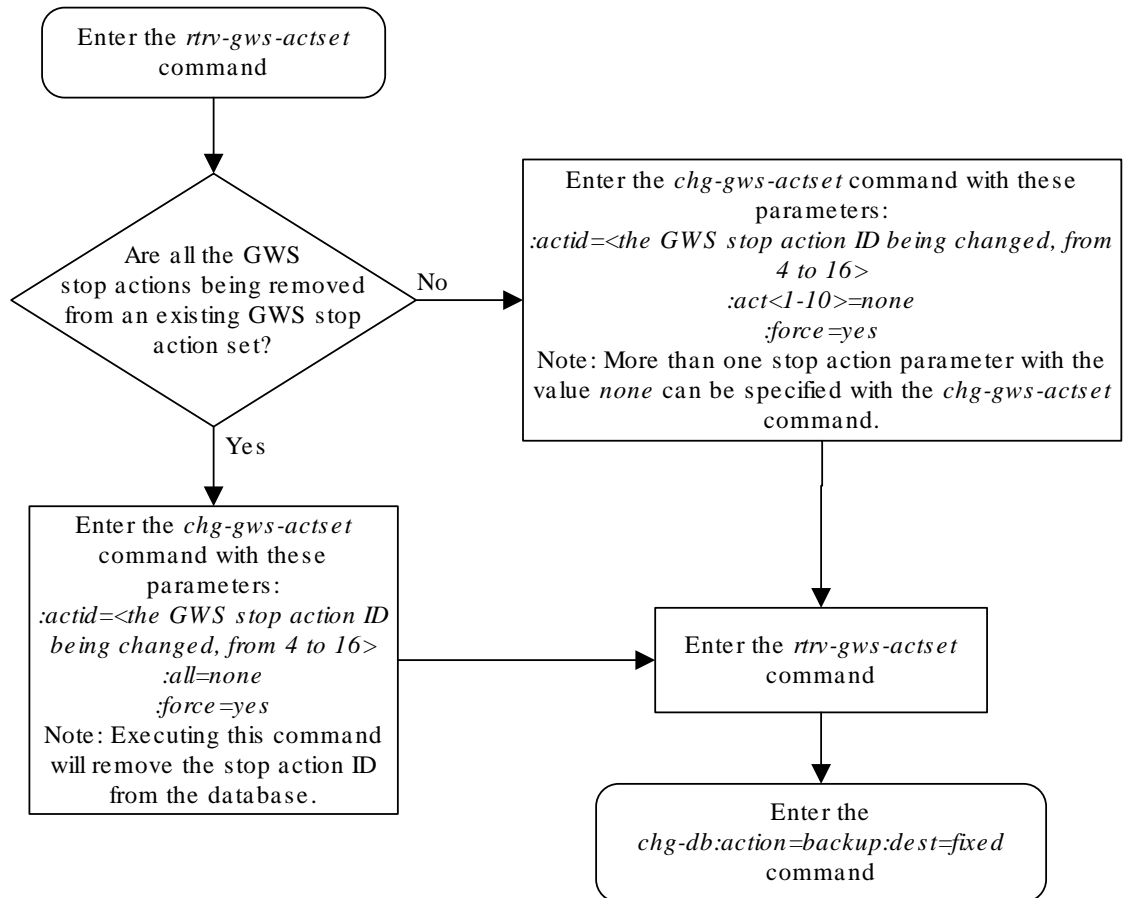 Enter the rtrv-gws-actset
command
Are all the GWS
stop actions being removed
from an existing GWS stop
action set?
No
Yes
Enter the chg-gws-actset command with these
parameters:
:actid=<the GWS stop action ID being changed, from
4 to 16>
:act<1-10>=none
:force=yes
Note: More than one stop action parameter with the
value none can be specified with the chg-gws-actset
command.
Enter the chg-gws-actset
command with these
parameters:
:actid=<the GWS stop action ID
being changed, from 4 to 16>
:all=none
:force=yes
Note: Executing this command
will remove the stop action ID
from the database.
Enter the rtrv-gws-actset
command
Enter the
chg-db:action=backup:dest=fixed
command